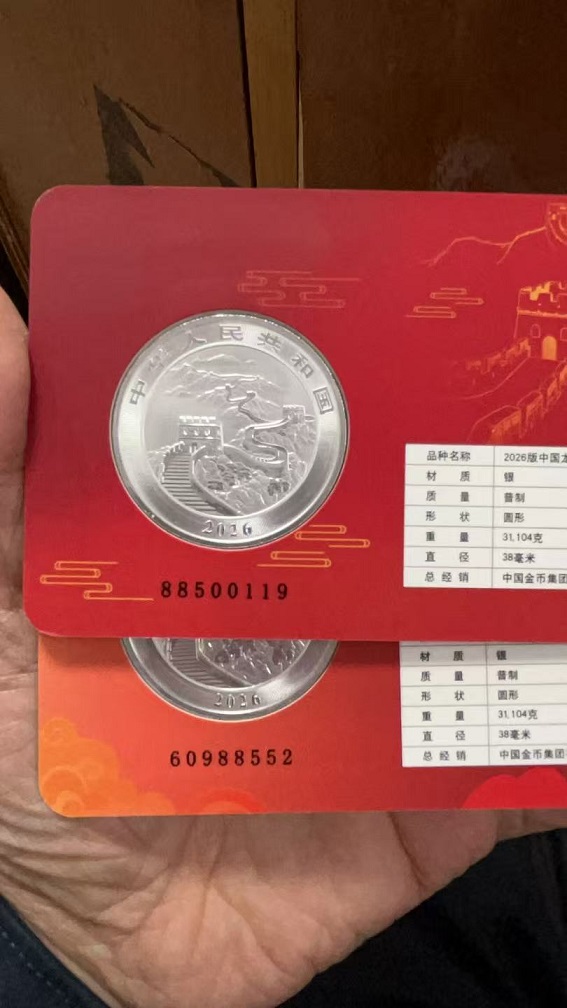 中华人民共和国
2026
88500119
品种名称 2026版中国龙
材 质 银
质 量 普制
形 状 圆形
重 量 31.104克
直 径 38毫米
总经销 中国金币集团
2026
60988552
材 质 银
质 量 普制
形 状 圆形
重 量 31.104克
直 径 38毫米
总经销 中国金币集团